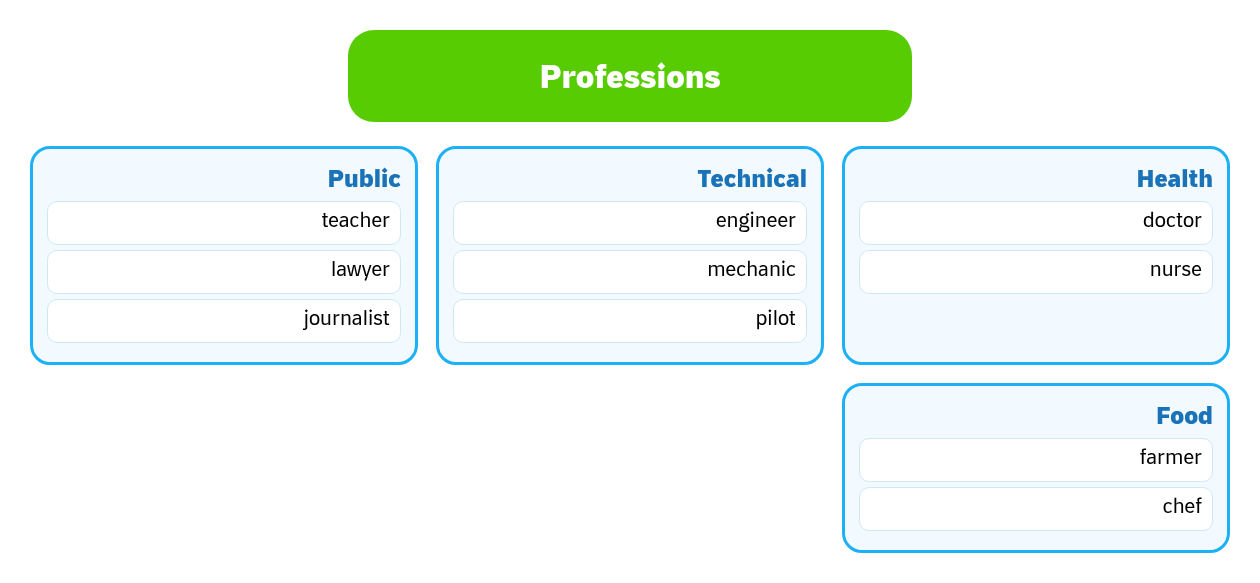 Professions
Public
teacher
lawyer
journalist
Technical
engineer
mechanic
pilot
Health
doctor
nurse
Food
farmer
chef